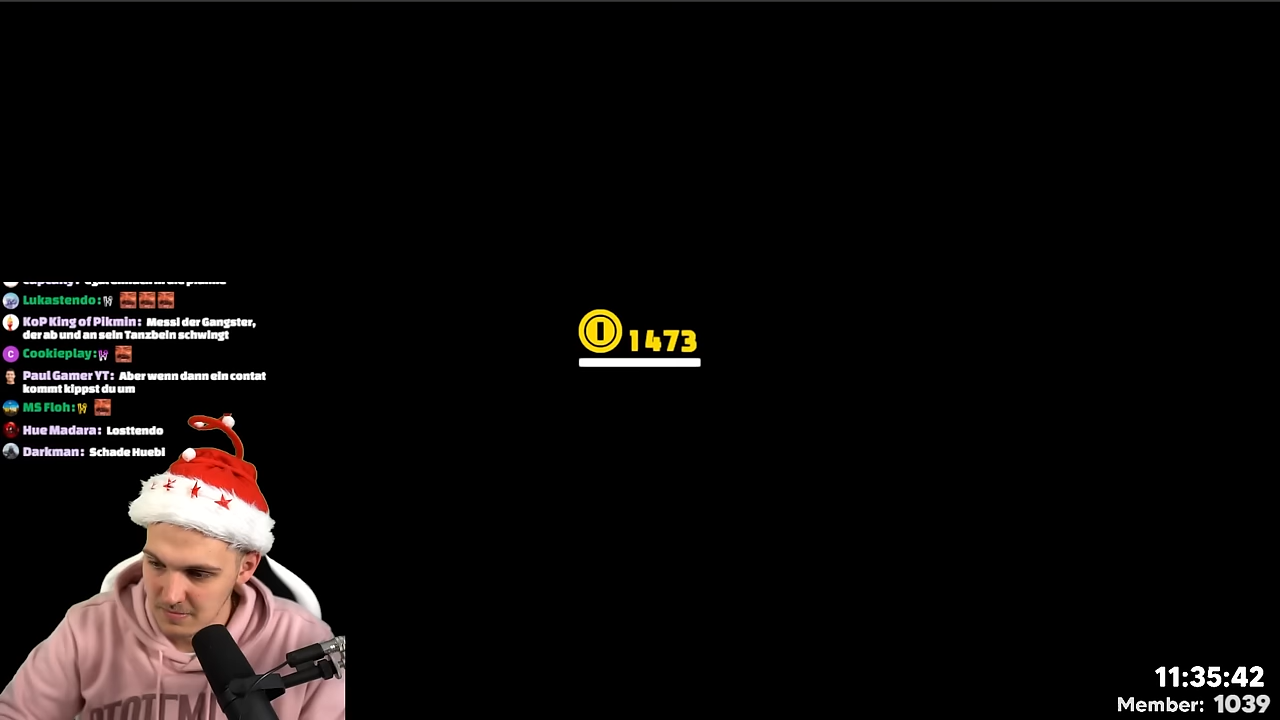 Lukastendo:
KoP King of Pikmin: Messi der Gangster,
der ab und an sein Tanzbein schwingt
Cookieplay:
Paul Gamer YT: Aber wenn dann ein contat
kommt kippst du um
MS Floh:
Hue Madara: Losttendo
Darkman: Schade Huebi
1473
11:35:42
Member: 1039